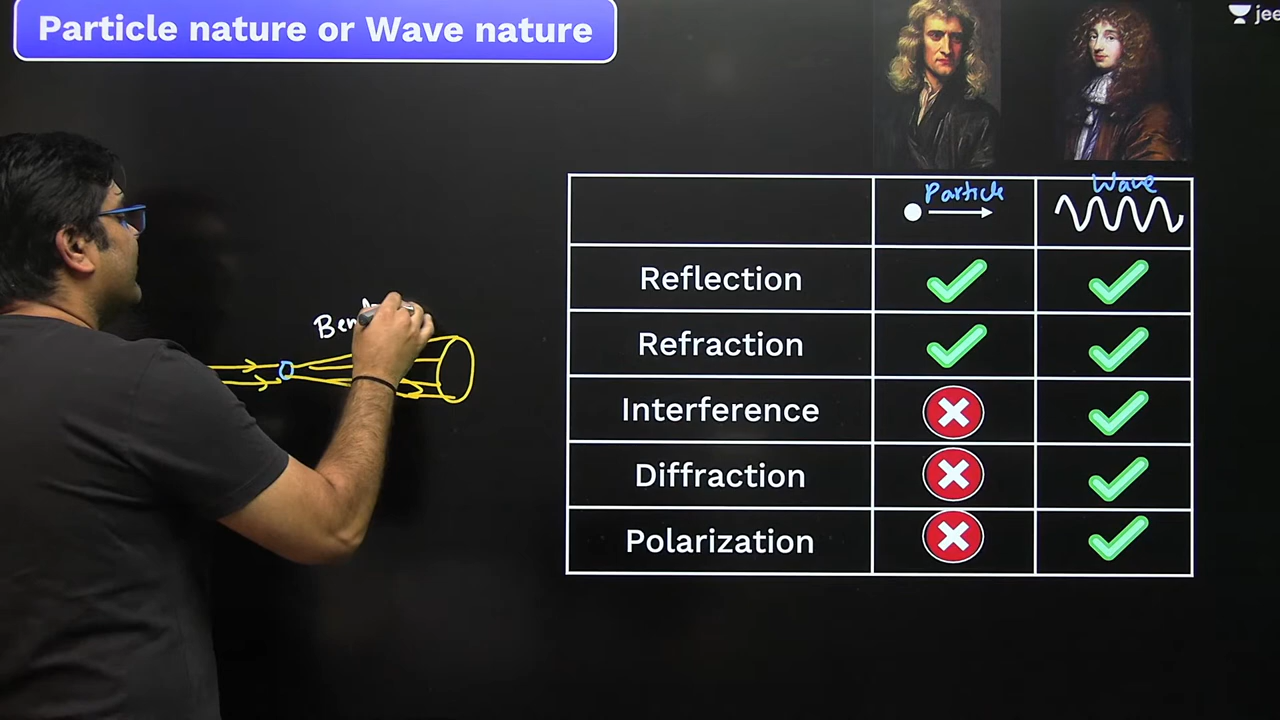 Particle nature or Wave nature
jee
Particle
Wave
Reflection
Refraction
Interference
Diffraction
Polarization